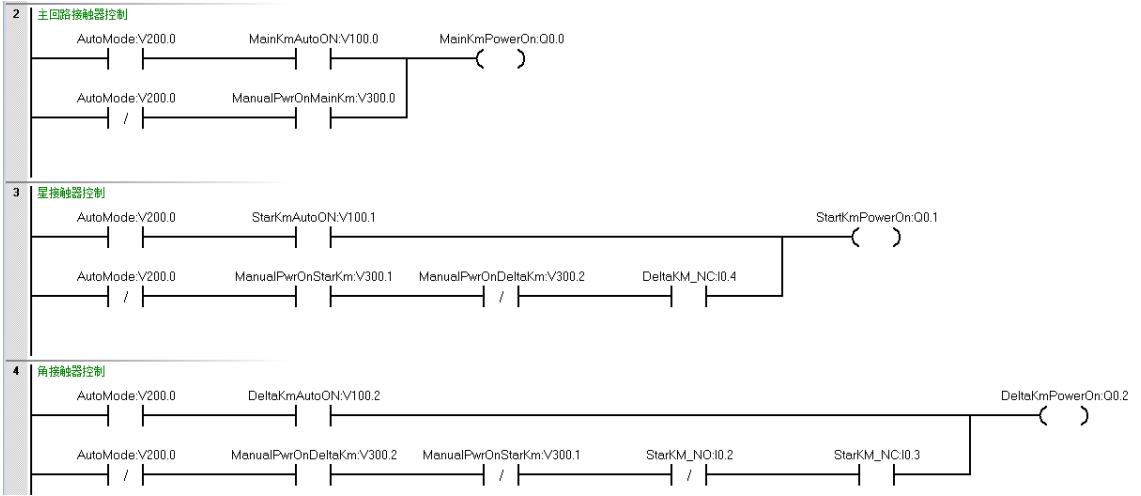 2 主回路接触器控制
AutoMode:V200.0 MainKmAutoON:V100.0 MainKmPowerOn:Q0.0
AutoMode:V200.0 ManualPwrOnMainKm:V300.0
3 星接触器控制
AutoMode:V200.0 StarKmAutoON:V100.1 StartKmPowerOn:Q0.1
AutoMode:V200.0 ManualPwrOnStarKm:V300.1 ManualPwrOnDeltaKm:V300.2 DeltaKM_NC:I0.4
4 角接触器控制
AutoMode:V200.0 DeltaKmAutoON:V100.2 DeltaKmPowerOn:Q0.2
AutoMode:V200.0 ManualPwrOnDeltaKm:V300.2 ManualPwrOnStarKm:V300.1 StarKM_NO:I0.2 StarKM_NC:I0.3